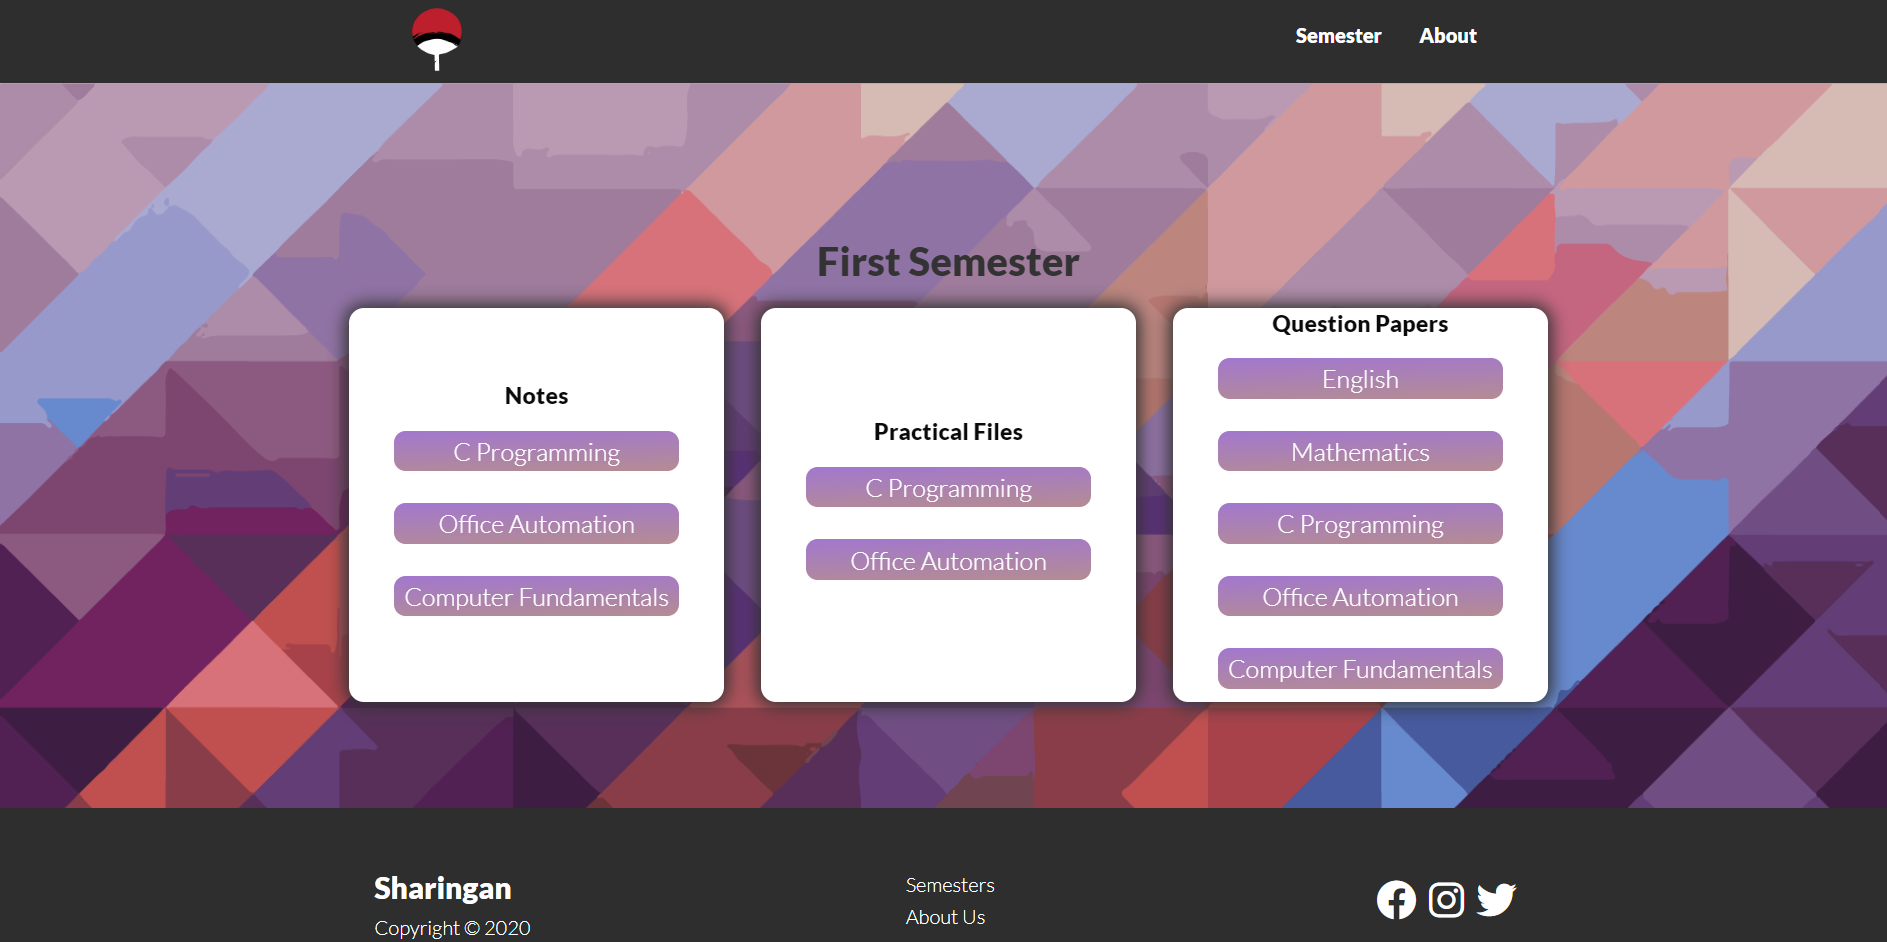 Semester
About
First Semester
Notes
C Programming
Office Automation
Computer Fundamentals
Practical Files
C Programming
Office Automation
Question Papers
English
Mathematics
C Programming
Office Automation
Computer Fundamentals
Sharingan
Copyright © 2020
Semesters
About Us